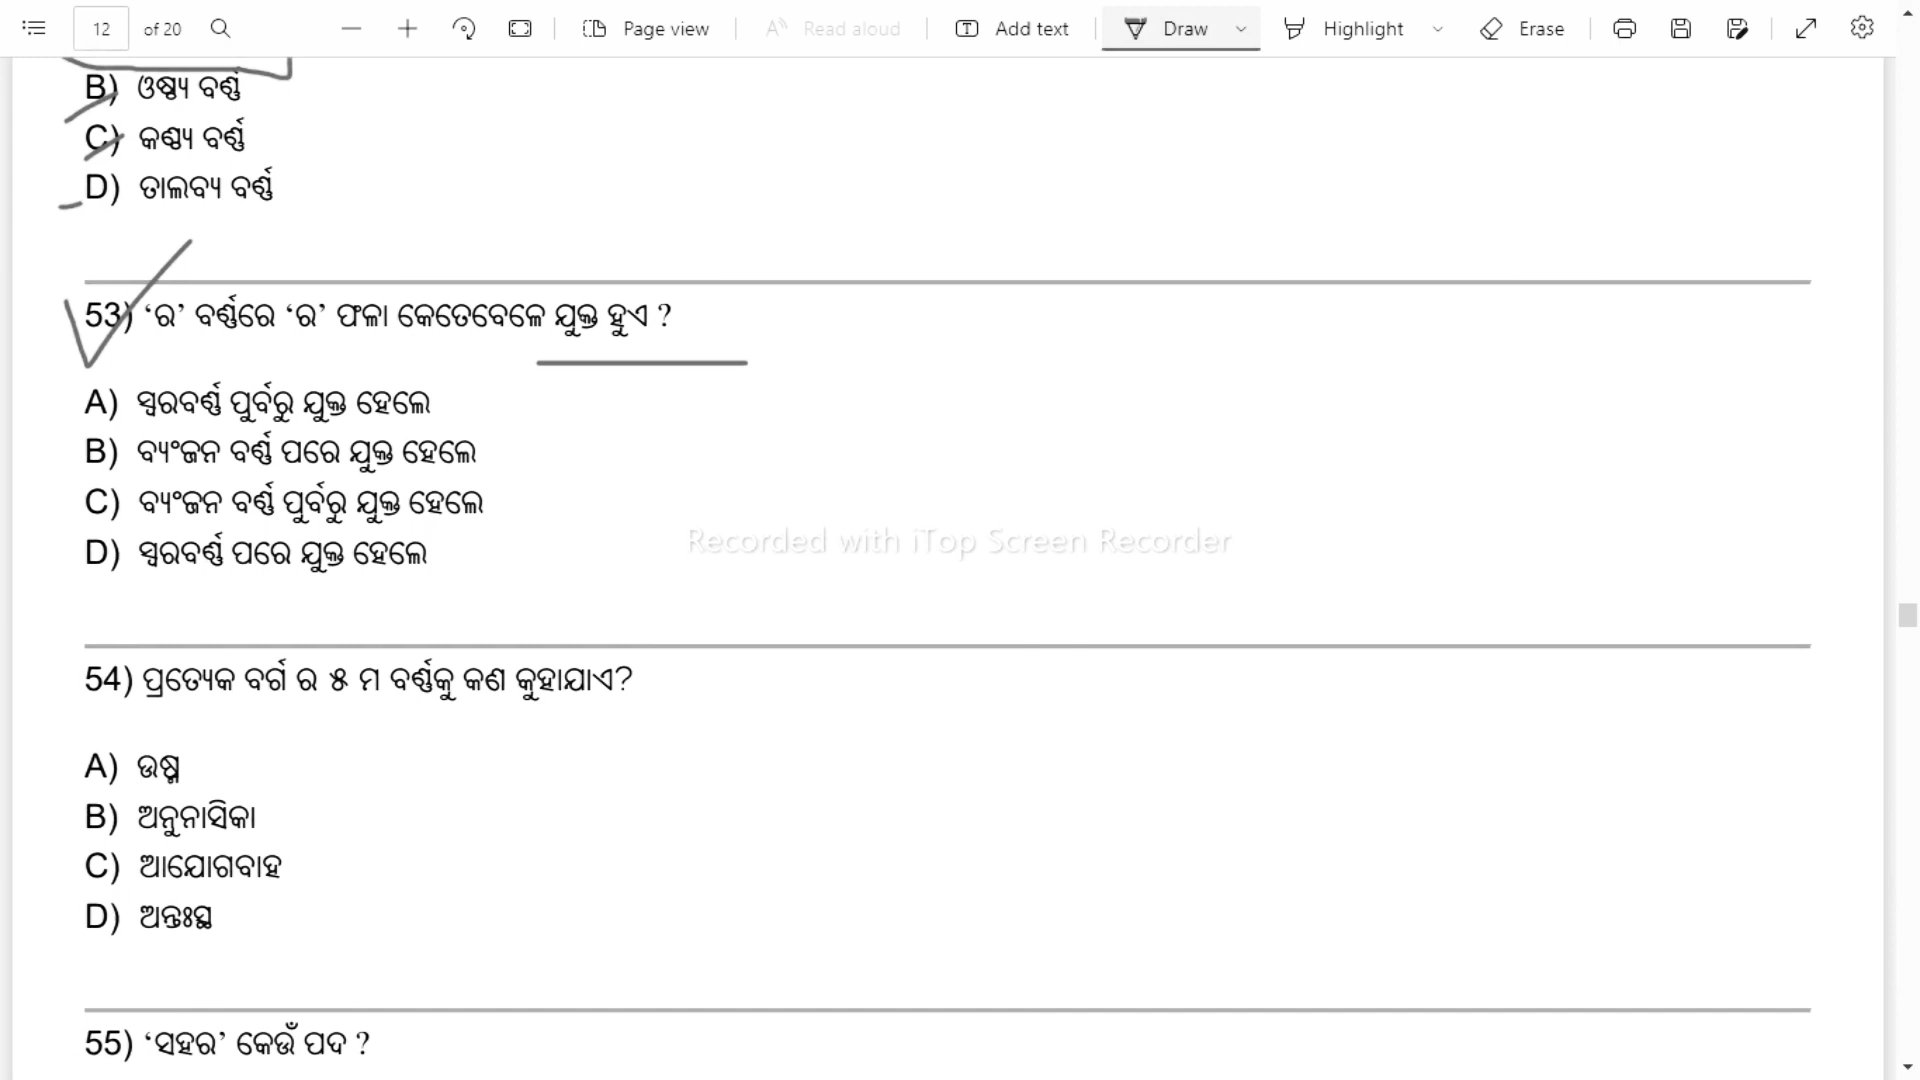 12 of 20 Page view Read aloud Add text Draw Highlight Erase
B) ଓଷ୍ଠ୍ୟ ବର୍ଣ୍ଣ
C) କଣ୍ଠ୍ୟ ବର୍ଣ୍ଣ
D) ତାଲବ୍ୟ ବର୍ଣ୍ଣ
53) ‘ର’ ବର୍ଣ୍ଣରେ ‘ର’ ଫଳା କେତେବେଳେ ଯୁକ୍ତ ହୁଏ ?
A) ସ୍ୱରବର୍ଣ୍ଣ ପୁର୍ବରୁ ଯୁକ୍ତ ହେଲେ
B) ବ୍ୟଂଜନ ବର୍ଣ୍ଣ ପରେ ଯୁକ୍ତ ହେଲେ
C) ବ୍ୟଂଜନ ବର୍ଣ୍ଣ ପୁର୍ବରୁ ଯୁକ୍ତ ହେଲେ
D) ସ୍ୱରବର୍ଣ୍ଣ ପରେ ଯୁକ୍ତ ହେଲେ
Recorded with iTop Screen Recorder
54) ପ୍ରତ୍ୟେକ ବର୍ଗ ର ୫ ମ ବର୍ଣ୍ଣକୁ କଣ କୁହାଯାଏ?
A) ଉଷ୍ମ
B) ଅନୁନାସିକା
C) ଆଯୋଗବାହ
D) ଅନ୍ତଃସ୍ଥ
55) ‘ସହର’ କେଉଁ ପଦ ?